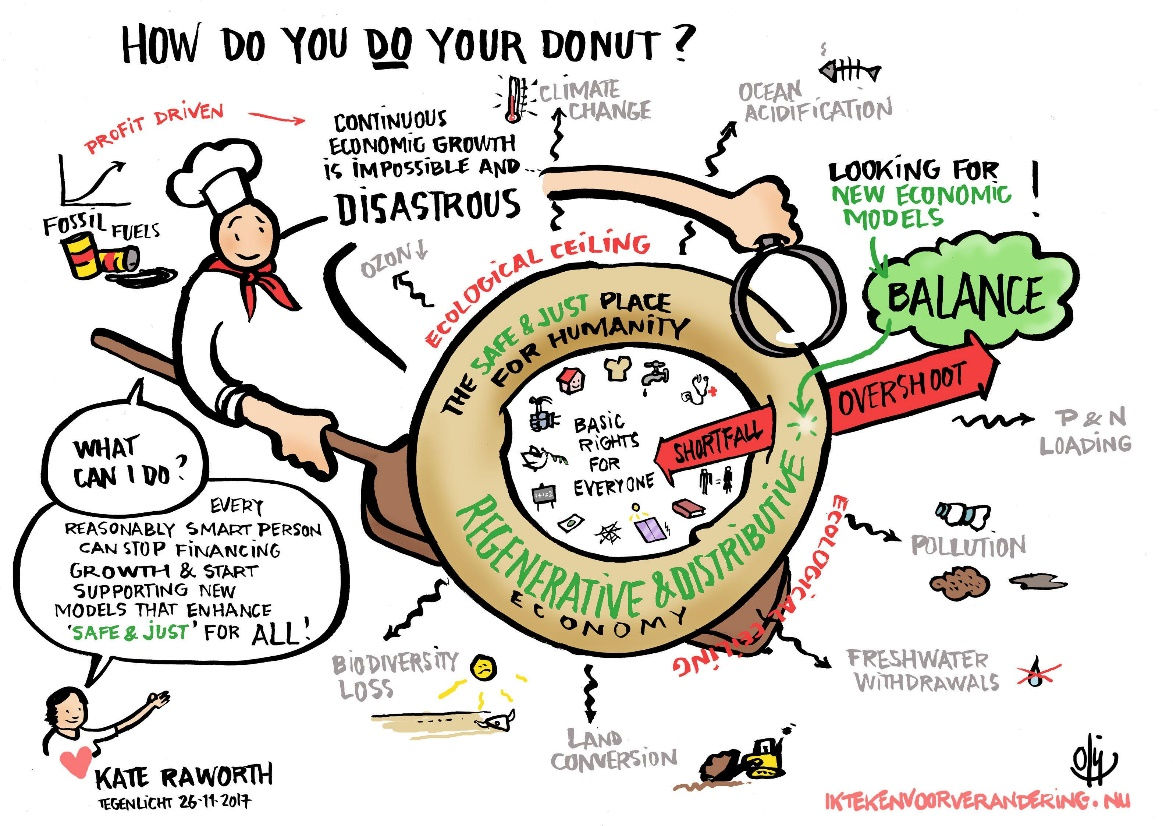 HOW DO YOU DO YOUR DONUT?
PROFIT DRIVEN
CONTINUOUS
ECONOMIC GROWTH
IS IMPOSSIBLE AND...
DISASTROUS
CLIMATE
CHANGE
OCEAN
ACIDIFICATION
LOOKING FOR
NEW ECONOMIC
MODELS
!
BALANCE
FOSSIL
FUELS
OZON
ECOLOGICAL CEILING
THE SAFE & JUST PLACE
FOR HUMANITY
BASIC
RIGHTS
FOR
EVERYONE
SHORTFALL
OVERSHOOT
REGENERATIVE & DISTRIBUTIVE
ECONOMY
ECOLOGICAL CEILING
P & N
LOADING
POLLUTION
FRESHWATER
WITHDRAWALS
LAND
CONVERSION
BIODIVERSITY
LOSS
WHAT
CAN I DO?
EVERY
REASONABLY SMART PERSON
CAN STOP FINANCING
GROWTH & START
SUPPORTING NEW
MODELS THAT ENHANCE
'SAFE & JUST' FOR ALL!
KATE RAWORTH
TEGENLICHT 26-11-2017
IKTEKENVOORVERANDERING.NU